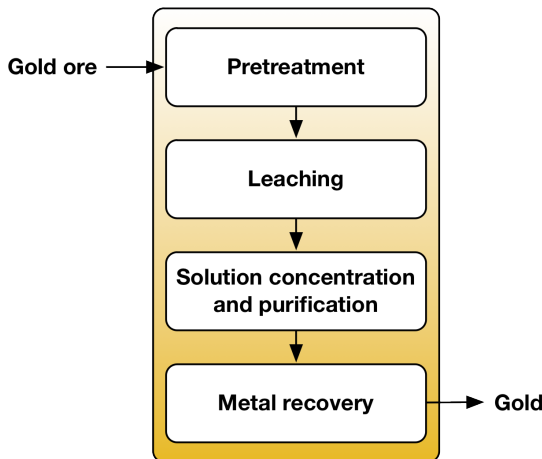 Gold ore
Pretreatment
Leaching
Solution concentration
and purification
Metal recovery
Gold